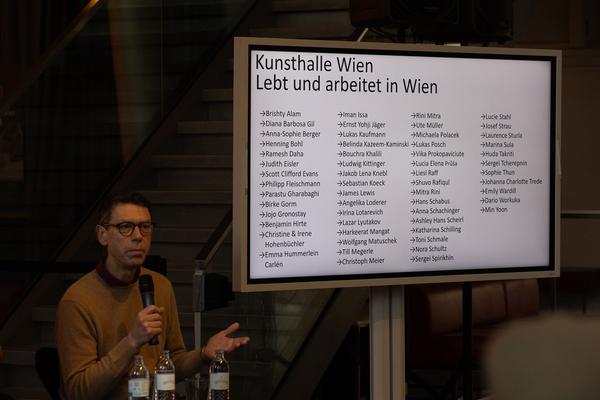 Kunsthalle Wien
Lebt und arbeitet in Wien
→Brishty Alam
→Diana Barbosa Gil
→Anna-Sophie Berger
→Henning Bohl
→Ramesh Daha
→Judith Eisler
→Scott Clifford Evans
→Philipp Fleischmann
→Parastu Gharabaghi
→Birke Gorm
→Jojo Gronostay
→Benjamin Hirte
→Christine & Irene
Hohenbüchler
→Emma Hummerlein
Carlén
→Iman Issa
→Ernst Yohji Jäger
→Lukas Kaufmann
→Belinda Kazeem-Kaminski
→Bouchra Khalili
→Ludwig Kittinger
→Jakob Lena Knebl
→Sebastian Koeck
→James Lewis
→Angelika Loderer
→Irina Lotarevich
→Lazar Lyutakov
→Harkeerat Mangat
→Wolfgang Matuschek
→Till Megerle
→Christoph Meier
→Rini Mitra
→Ute Müller
→Michaela Polacek
→Lukas Posch
→Vika Prokopaviciute
→Lucia Elena Průša
→Liesl Raff
→Shuvo Rafiqul
→Mitra Rini
→Hans Schabus
→Anna Schachinger
→Ashley Hans Scheirl
→Katharina Schilling
→Toni Schmale
→Nora Schultz
→Sergei Spirikhin
→Lucie Stahl
→Josef Strau
→Laurence Sturla
→Marina Sula
→Huda Takriti
→Sergei Tcherepnin
→Sophie Thun
→Johanna Charlotte Trede
→Emily Wardill
→Dario Workuka
→Min Yoon